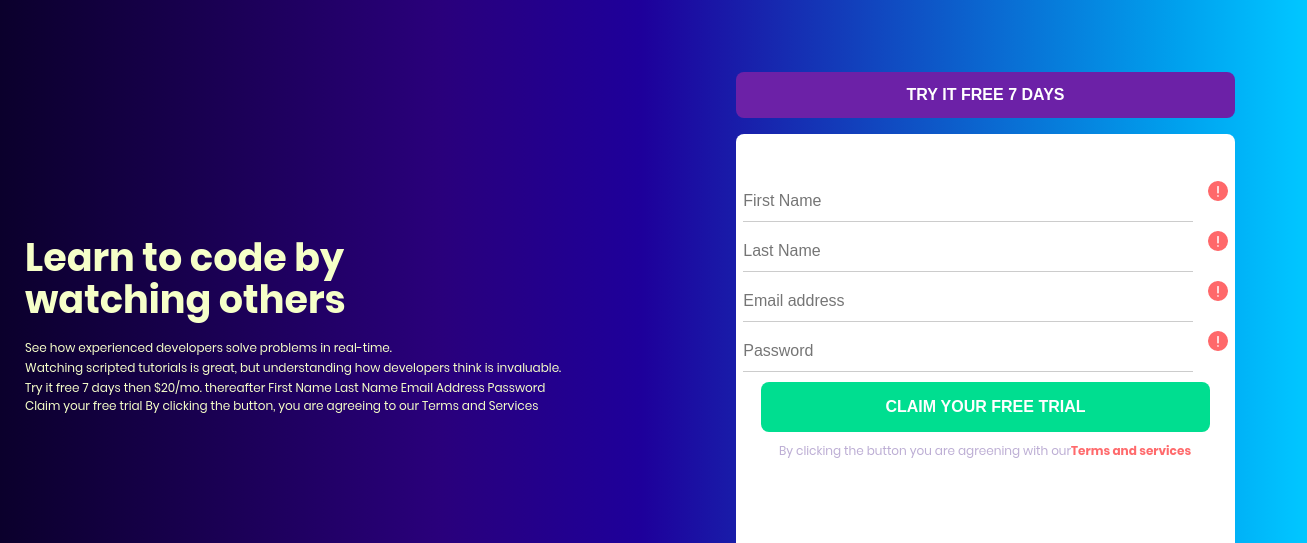 Learn to code by
watching others
See how experienced developers solve problems in real-time.
Watching scripted tutorials is great, but understanding how developers think is invaluable.
Try it free 7 days then $20/mo. thereafter First Name Last Name Email Address Password
Claim your free trial By clicking the button, you are agreeing to our Terms and Services
TRY IT FREE 7 DAYS
First Name
!
Last Name
!
Email address
!
Password
!
CLAIM YOUR FREE TRIAL
By clicking the button you are agreening with ourTerms and services